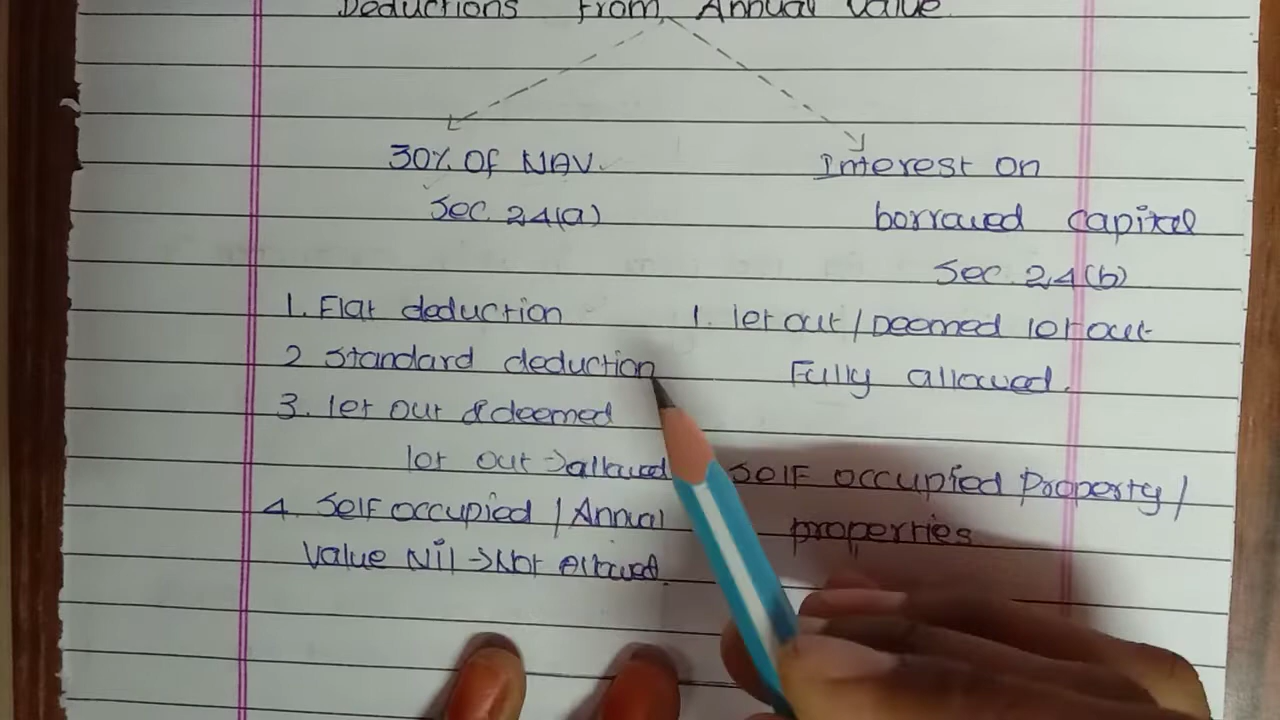 Deductions from Annual Value
30% Of NAV.
Sec. 24(a)
1. Flat deduction
2 Standard deduction
3. let out & deemed
let out → allowed
4. Self occupied / Annual
Value Nil → Not Allowed.
Interest on
borrowed capital
Sec. 24(b)
1. let out / Deemed let out
Fully allowed.
Self occupied Property /
properties